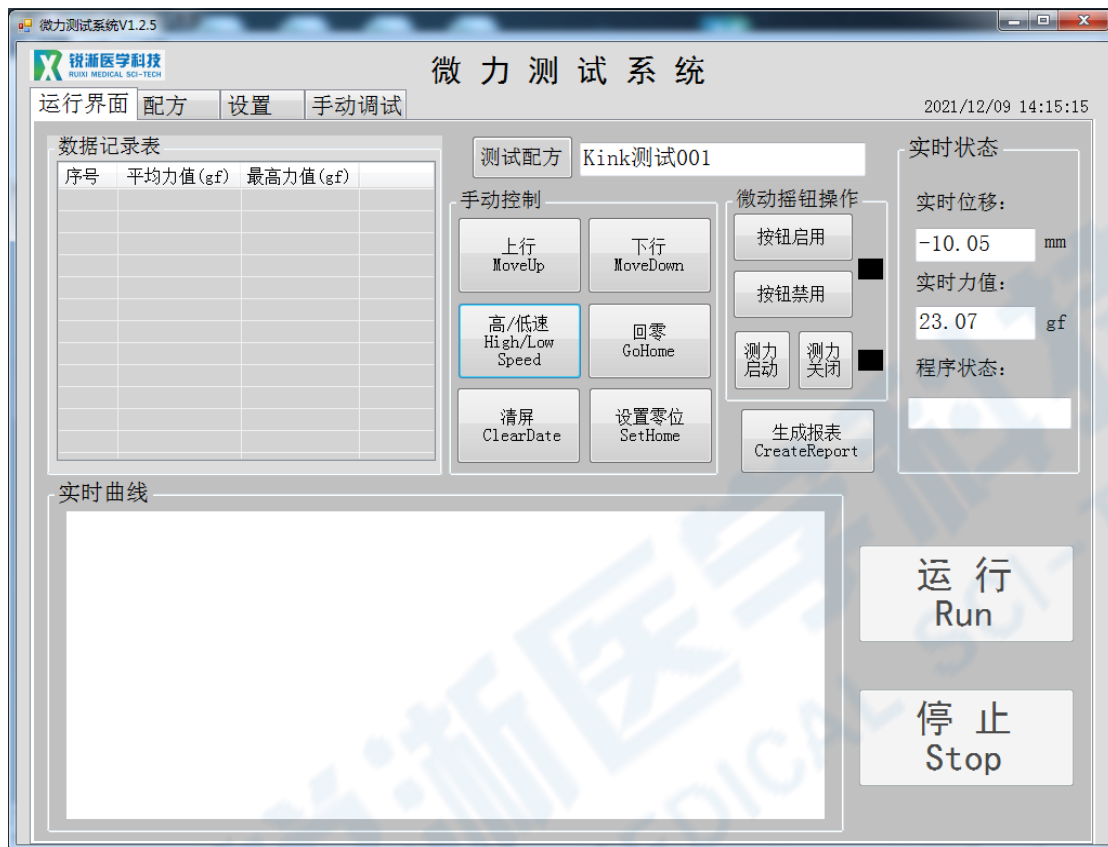 微力测试系统V1.2.5
锐浙医学科技
RUIXI MEDICAL SCI-TECH
微力测试系统
运行界面 配方 设置 手动调试
2021/12/09 14:15:15
数据记录表
序号 平均力值(gf) 最高力值(gf)
测试配方 Kink测试001
手动控制
上行
MoveUp
下行
MoveDown
高/低速
High/Low
Speed
回零
GoHome
清屏
ClearDate
设置零位
SetHome
微动摇钮操作
按钮启用
按钮禁用
测力
启动
测力
关闭
生成报表
CreateReport
实时状态
实时位移：
-10.05 mm
实时力值：
23.07 gf
程序状态：
实时曲线
运 行
Run
停 止
Stop